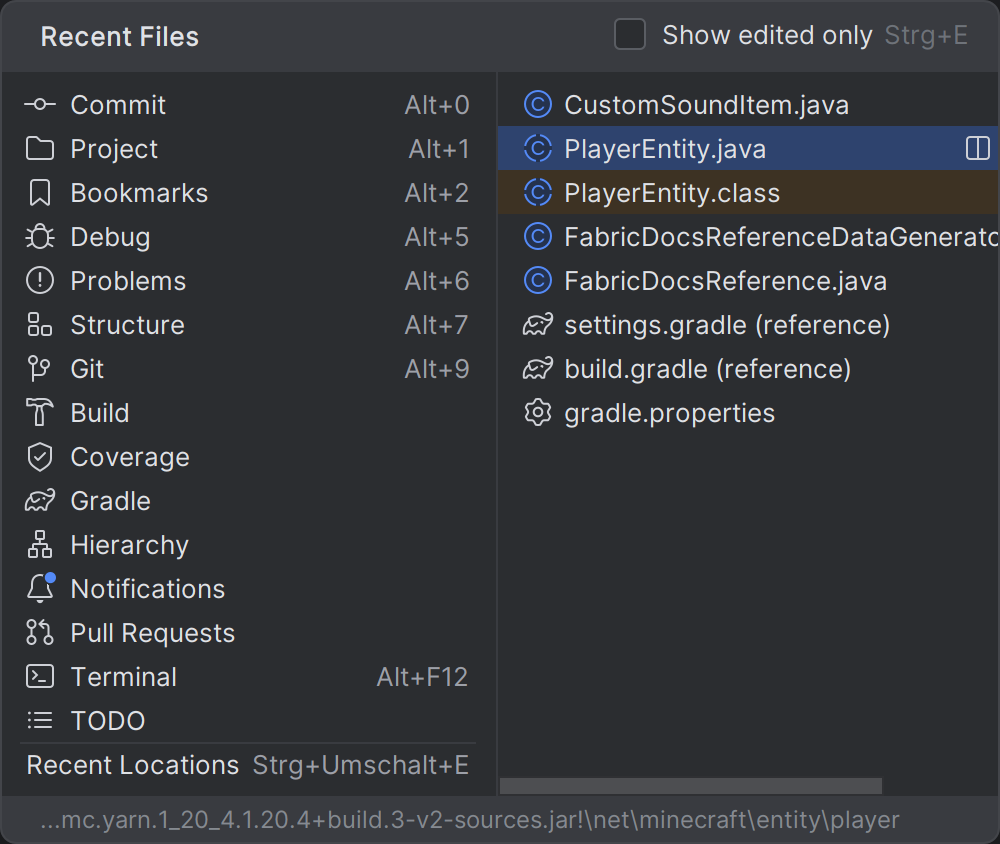 Recent Files
Show edited only Strg+E
Commit Alt+0
Project Alt+1
Bookmarks Alt+2
Debug Alt+5
Problems Alt+6
Structure Alt+7
Git Alt+9
Build
Coverage
Gradle
Hierarchy
Notifications
Pull Requests
Terminal Alt+F12
TODO
Recent Locations Strg+Umschalt+E
CustomSoundItem.java
PlayerEntity.java
PlayerEntity.class
FabricDocsReferenceDataGenerato
FabricDocsReference.java
settings.gradle (reference)
build.gradle (reference)
gradle.properties
...mc.yarn.1_20_4.1.20.4+build.3-v2-sources.jar!\net\minecraft\entity\player